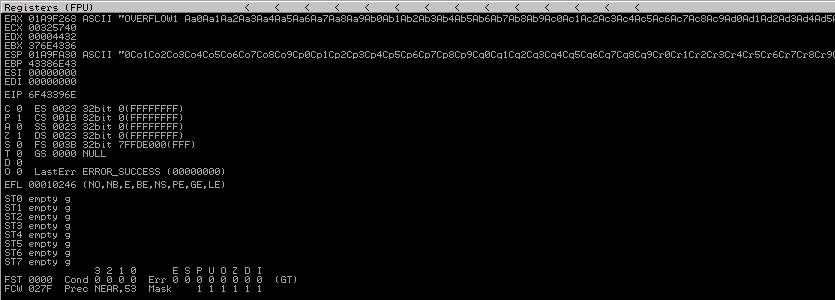 Registers (FPU) < < < < < < < < < < < < < <
EAX 01A9F268 ASCII "OVERFLOW1 Aa0Aa1Aa2Aa3Aa4Aa5Aa6Aa7Aa8Aa9Ab0Ab1Ab2Ab3Ab4Ab5Ab6Ab7Ab8Ab9Ac0Ac1Ac2Ac3Ac4Ac5Ac6Ac7Ac8Ac9Ad0Ad1Ad2Ad3Ad4Ad5A
ECX 00325740
EDX 00004432
EBX 376E4336
ESP 01A9FA30 ASCII "0Co1Co2Co3Co4Co5Co6Co7Co8Co9Cp0Cp1Cp2Cp3Cp4Cp5Cp6Cp7Cp8Cp9Cq0Cq1Cq2Cq3Cq4Cq5Cq6Cq7Cq8Cq9Cr0Cr1Cr2Cr3Cr4Cr5Cr6Cr7Cr8Cr9C
EBP 43386E43
ESI 00000000
EDI 00000000
EIP 6F43396E
C 0 ES 0023 32bit 0(FFFFFFFF)
P 1 CS 001B 32bit 0(FFFFFFFF)
A 0 SS 0023 32bit 0(FFFFFFFF)
Z 1 DS 0023 32bit 0(FFFFFFFF)
S 0 FS 003B 32bit 7FFDE000(FFF)
T 0 GS 0000 NULL
D 0
O 0 LastErr ERROR_SUCCESS (00000000)
EFL 00010246 (NO,NB,E,BE,NS,PE,GE,LE)
ST0 empty g
ST1 empty g
ST2 empty g
ST3 empty g
ST4 empty g
ST5 empty g
ST6 empty g
ST7 empty g
3 2 1 0 E S P U O Z D I
FST 0000 Cond 0 0 0 0 Err 0 0 0 0 0 0 0 0 (GT)
FCW 027F Prec NEAR,53 Mask 1 1 1 1 1 1